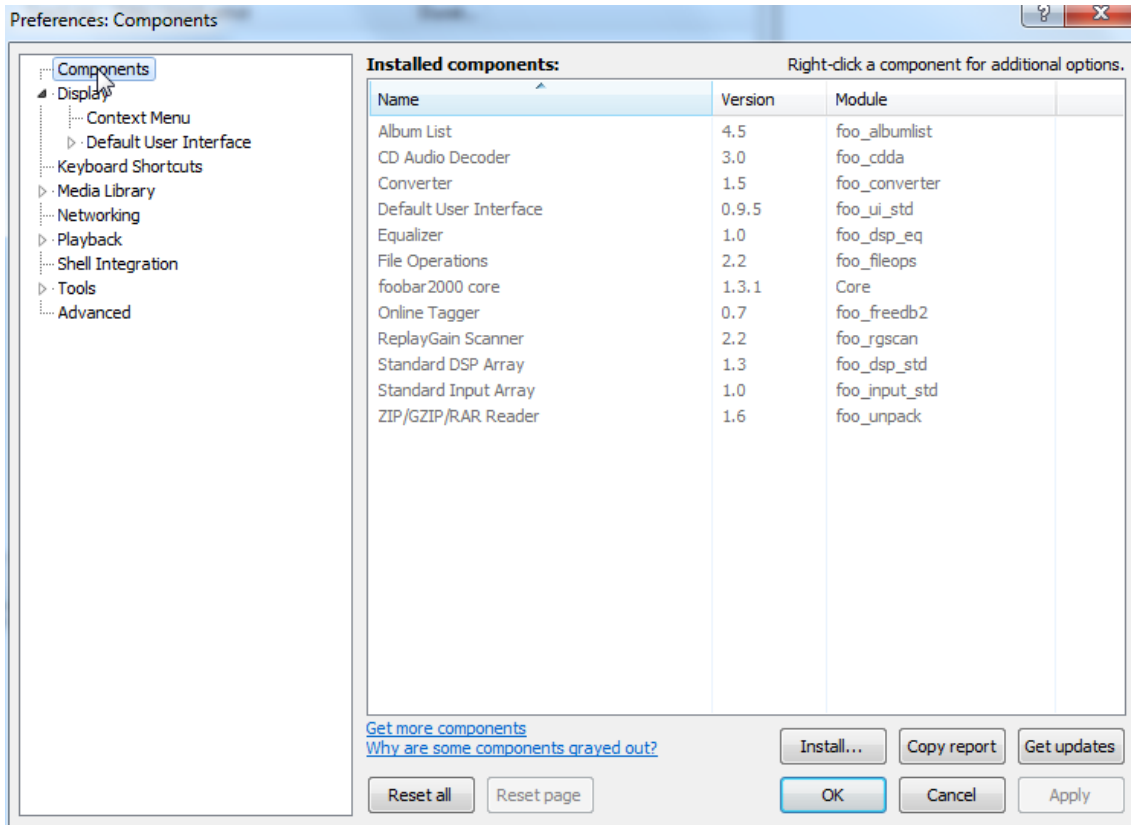 Preferences: Components
?
X
Components
Display
Context Menu
Default User Interface
Keyboard Shortcuts
Media Library
Networking
Playback
Shell Integration
Tools
Advanced
Installed components: Right-click a component for additional options.
Name Version Module
Album List 4.5 foo_albumlist
CD Audio Decoder 3.0 foo_cdda
Converter 1.5 foo_converter
Default User Interface 0.9.5 foo_ui_std
Equalizer 1.0 foo_dsp_eq
File Operations 2.2 foo_fileops
foobar2000 core 1.3.1 Core
Online Tagger 0.7 foo_freedb2
ReplayGain Scanner 2.2 foo_rgscan
Standard DSP Array 1.3 foo_dsp_std
Standard Input Array 1.0 foo_input_std
ZIP/GZIP/RAR Reader 1.6 foo_unpack
Get more components
Why are some components grayed out?
Install... Copy report Get updates
Reset all Reset page OK Cancel Apply